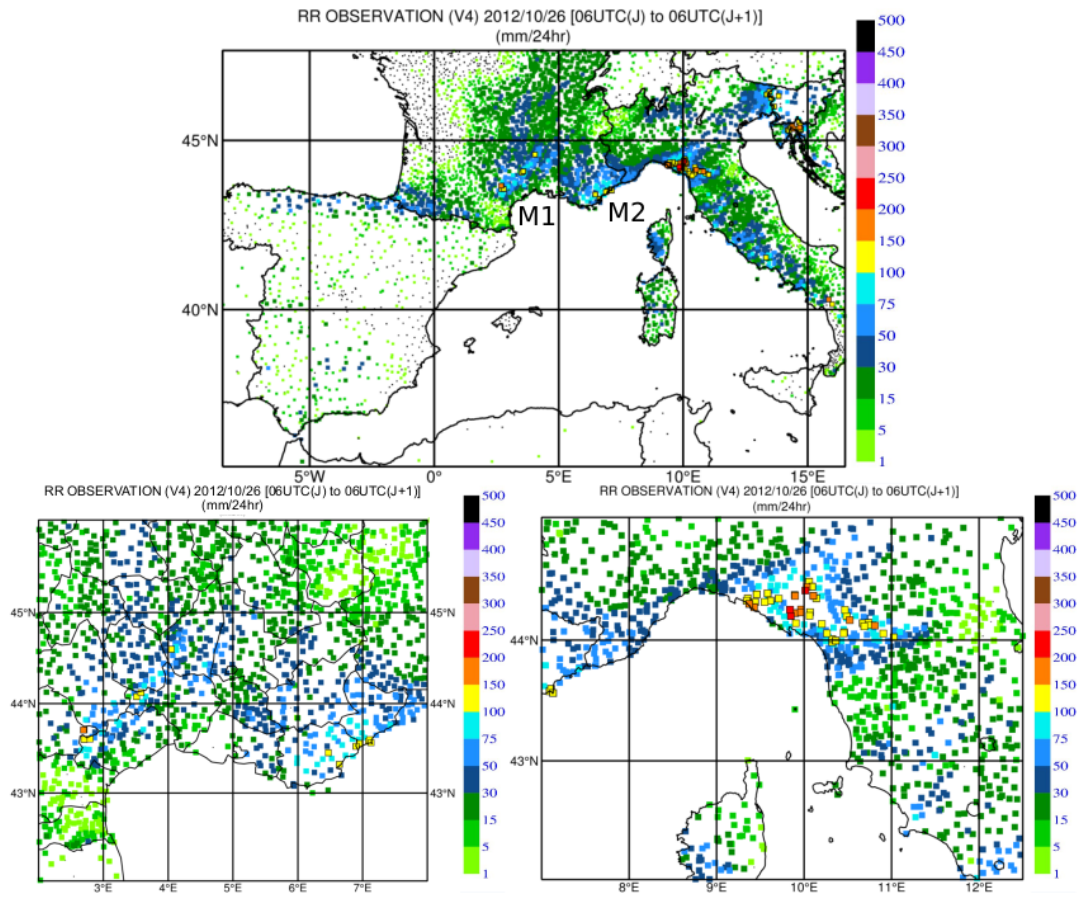 RR OBSERVATION (V4) 2012/10/26 [06UTC(J) to 06UTC(J+1)]
(mm/24hr)
500
450
400
350
300
250
200
150
100
75
50
30
15
5
1
45°N
40°N
M1
M2
5°W
0°
5°E
10°E
15°E
RR OBSERVATION (V4) 2012/10/26 [06UTC(J) to 06UTC(J+1)]
(mm/24hr)
45°N
44°N
43°N
45°N
44°N
43°N
3°E
4°E
5°E
6°E
7°E
500
450
400
350
300
250
200
150
100
75
50
30
15
5
1
RR OBSERVATION (V4) 2012/10/26 [06UTC(J) to 06UTC(J+1)]
(mm/24hr)
44°N
43°N
8°E
9°E
10°E
11°E
12°E
500
450
400
350
300
250
200
150
100
75
50
30
15
5
1